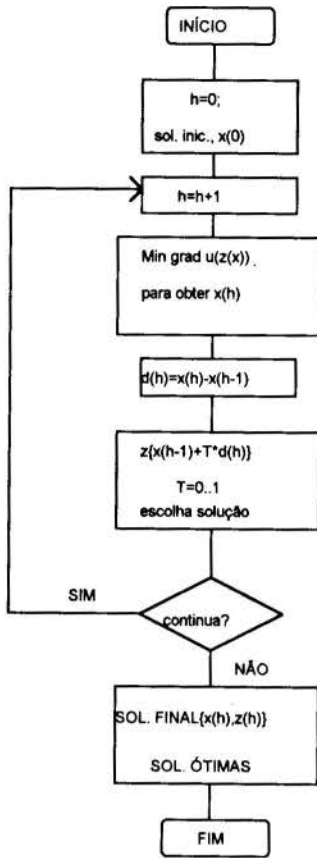 INÍCIO
h=0;
sol. inic., x(0)
h=h+1
Min grad u(z(x)) .
para obter x(h)
d(h)=x(h)-x(h-1)
z{x(h-1)+T*d(h)}
T=0..1
escolha solução
SIM
continua?
NÃO
SOL. FINAL{x(h),z(h)}
SOL. ÓTIMAS
FIM